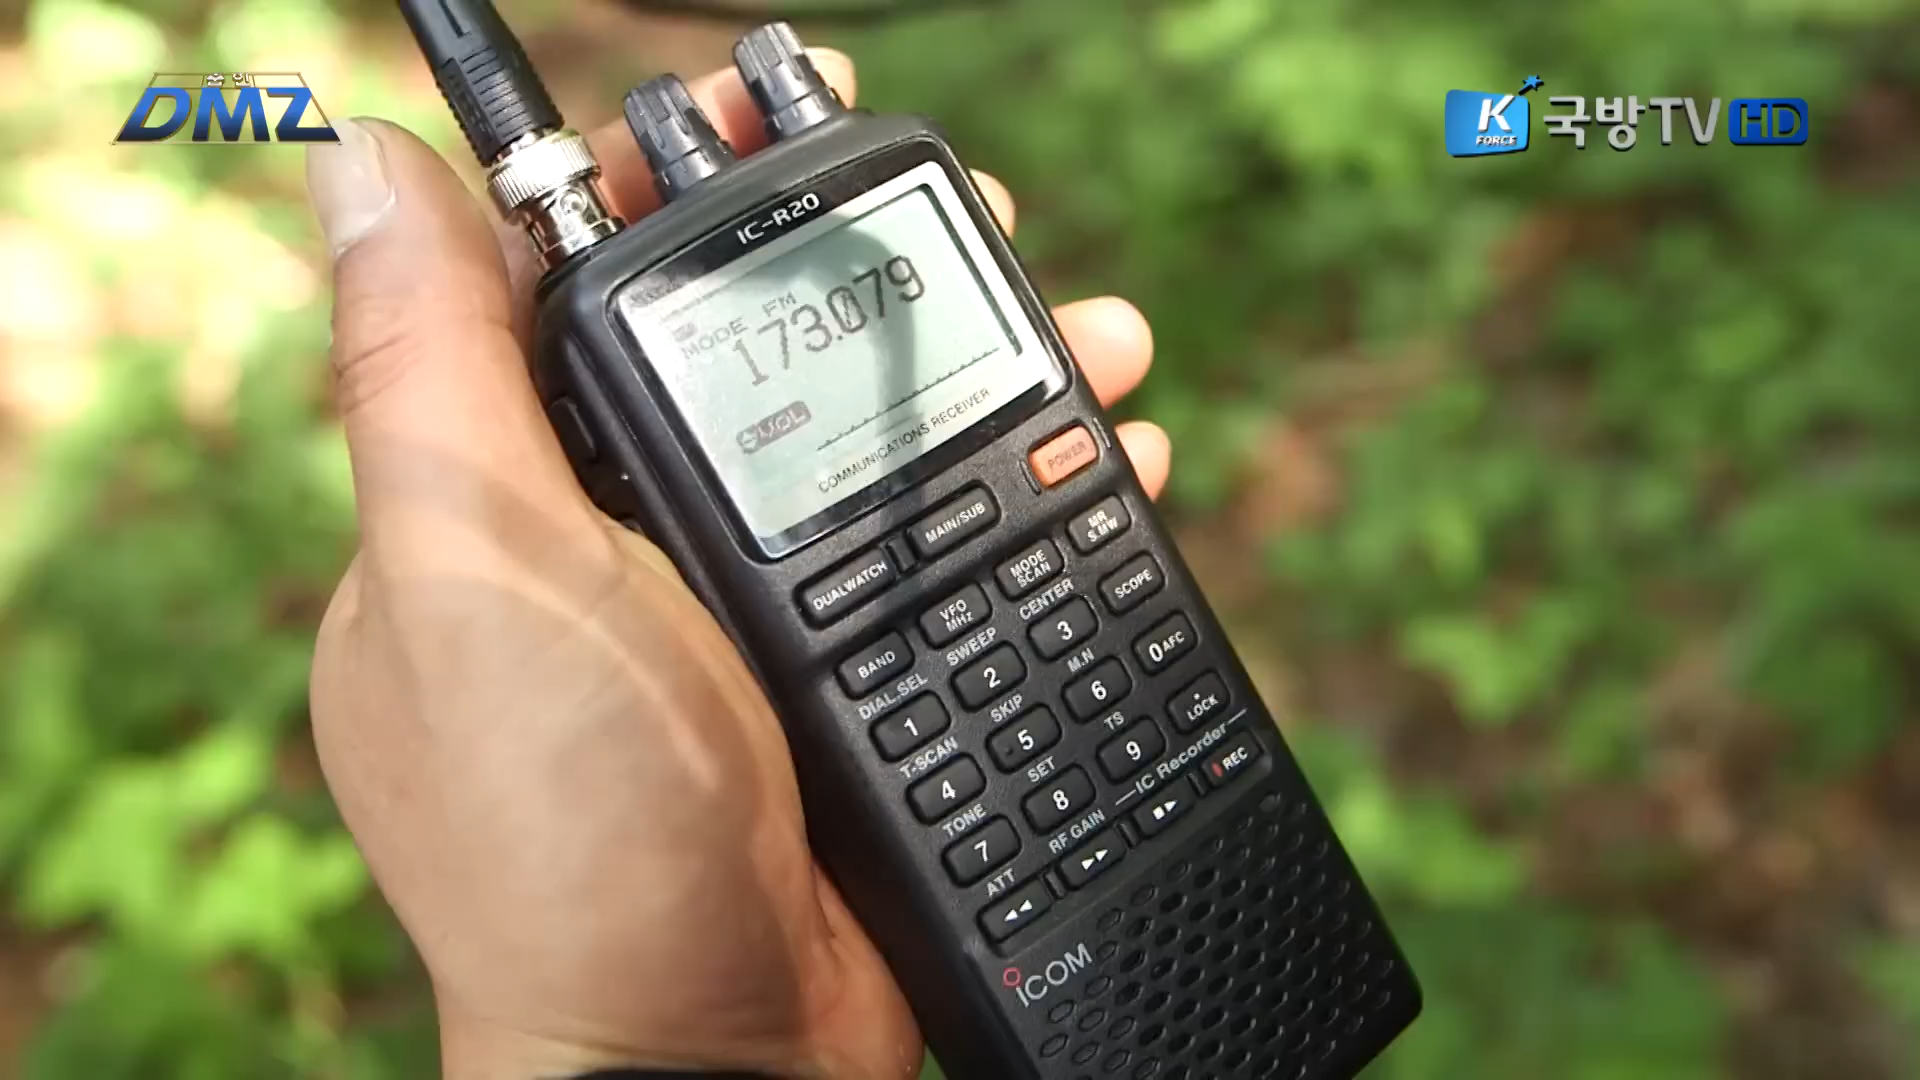 DMZ
K FORCE 국방TV HD
IC-R20
MODE FM
173.079
VOL
COMMUNICATIONS RECEIVER
POWER
DUALWATCH MAIN/SUB
BAND VFO MHz MODE SCAN MR S.MW
DIAL.SEL SWEEP CENTER
1 2 3 SCOPE
T-SCAN SKIP M.N
4 5 6 0 AFC
TONE SET TS
7 8 9 LOCK
ATT RF GAIN IC Recorder
◄◄ ►► ■► REC
ICOM